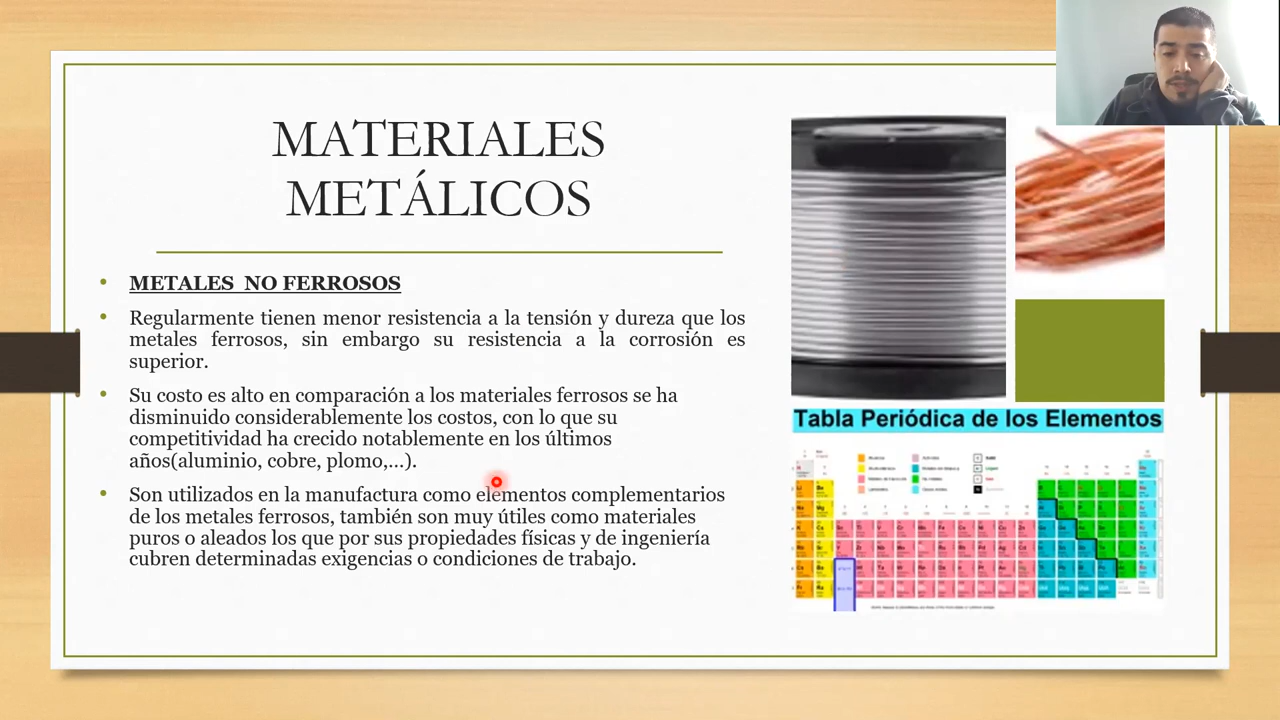 MATERIALES
METÁLICOS
METALES NO FERROSOS
Regularmente tienen menor resistencia a la tensión y dureza que los
metales ferrosos, sin embargo su resistencia a la corrosión es
superior.
Su costo es alto en comparación a los materiales ferrosos se ha
disminuido considerablemente los costos, con lo que su
competitividad ha crecido notablemente en los últimos
años(aluminio, cobre, plomo,...).
Son utilizados en la manufactura como elementos complementarios
de los metales ferrosos, también son muy útiles como materiales
puros o aleados los que por sus propiedades físicas y de ingeniería
cubren determinadas exigencias o condiciones de trabajo.
Tabla Periódica de los Elementos